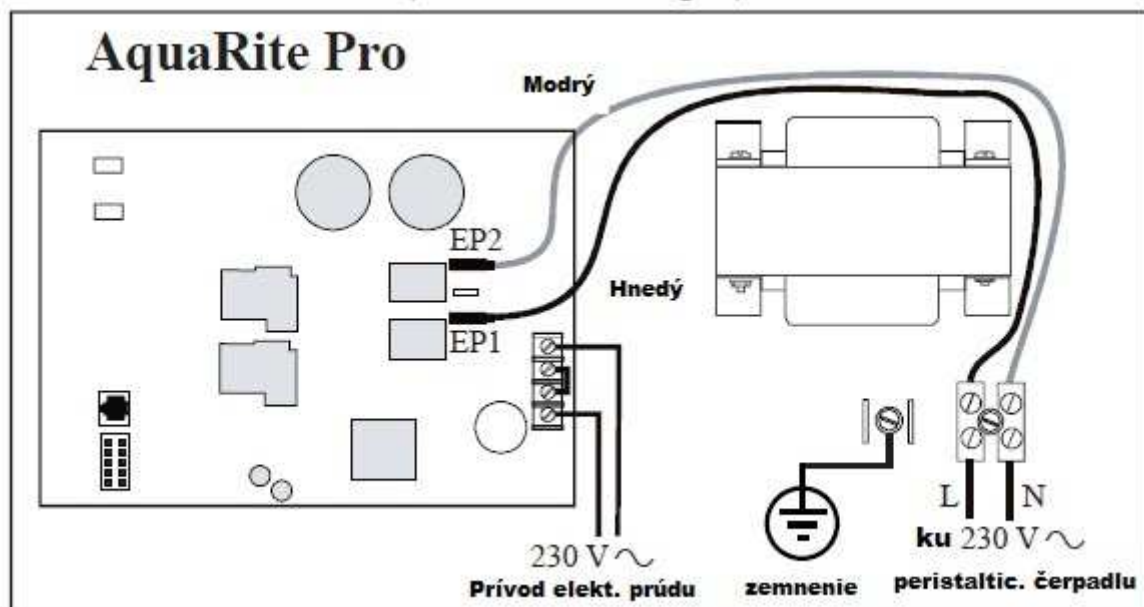 AquaRite Pro
Modrý
EP2
Hnedý
EP1
L N
230 V
Prívod elekt. prúdu
zemnenie
ku 230 V
peristaltic. čerpadlu